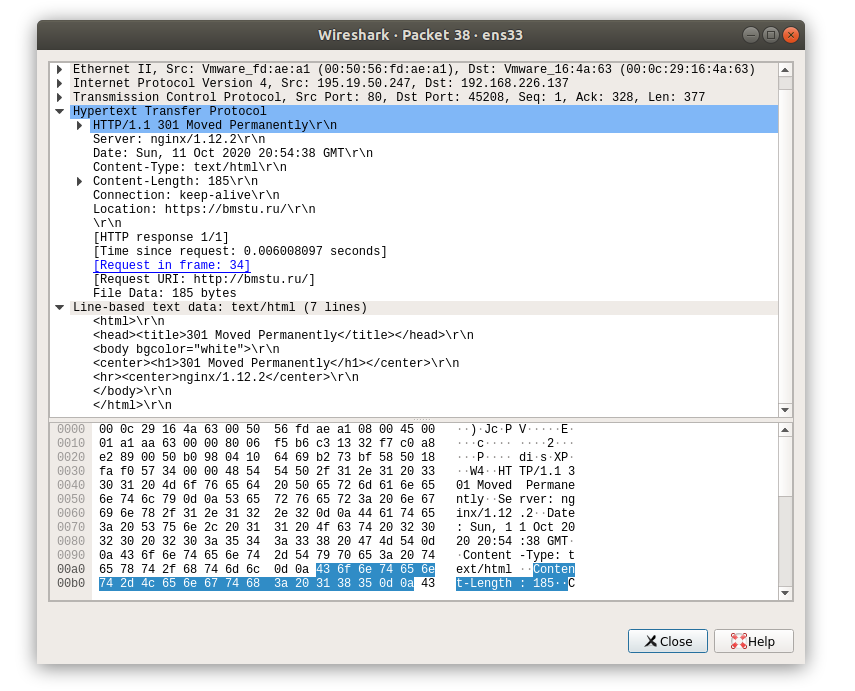 Wireshark · Packet 38 · ens33
Ethernet II, Src: Vmware_fd:ae:a1 (00:50:56:fd:ae:a1), Dst: Vmware_16:4a:63 (00:0c:29:16:4a:63)
Internet Protocol Version 4, Src: 195.19.50.247, Dst: 192.168.226.137
Transmission Control Protocol, Src Port: 80, Dst Port: 45208, Seq: 1, Ack: 328, Len: 377
Hypertext Transfer Protocol
HTTP/1.1 301 Moved Permanently\r\n
Server: nginx/1.12.2\r\n
Date: Sun, 11 Oct 2020 20:54:38 GMT\r\n
Content-Type: text/html\r\n
Content-Length: 185\r\n
Connection: keep-alive\r\n
Location: https://bmstu.ru/\r\n
\r\n
[HTTP response 1/1]
[Time since request: 0.006008097 seconds]
[Request in frame: 34]
[Request URI: http://bmstu.ru/]
File Data: 185 bytes
Line-based text data: text/html (7 lines)
<html>\r\n
<head><title>301 Moved Permanently</title></head>\r\n
<body bgcolor="white">\r\n
<center><h1>301 Moved Permanently</h1></center>\r\n
<hr><center>nginx/1.12.2</center>\r\n
</body>\r\n
</html>\r\n
0000 00 0c 29 16 4a 63 00 50 56 fd ae a1 08 00 45 00 ··)·Jc·P V·····E·
0010 01 a1 aa 63 00 00 80 06 f5 b6 c3 13 32 f7 c0 a8 ···c···· ····2···
0020 e2 89 00 50 b0 98 04 10 64 69 b2 73 bf 58 50 18 ···P···· di·s·XP·
0030 fa f0 57 34 00 00 48 54 54 50 2f 31 2e 31 20 33 ··W4··HT TP/1.1 3
0040 30 31 20 4d 6f 76 65 64 20 50 65 72 6d 61 6e 65 01 Moved Permane
0050 6e 74 6c 79 0d 0a 53 65 72 76 65 72 3a 20 6e 67 ntly··Se rver: ng
0060 69 6e 78 2f 31 2e 31 32 2e 32 0d 0a 44 61 74 65 inx/1.12 .2··Date
0070 3a 20 53 75 6e 2c 20 31 31 20 4f 63 74 20 32 30 : Sun, 1 1 Oct 20
0080 32 30 20 32 30 3a 35 34 3a 33 38 20 47 4d 54 0d 20 20:54 :38 GMT·
0090 0a 43 6f 6e 74 65 6e 74 2d 54 79 70 65 3a 20 74 ·Content -Type: t
00a0 65 78 74 2f 68 74 6d 6c 0d 0a 43 6f 6e 74 65 6e ext/html ··Conten
00b0 74 2d 4c 65 6e 67 74 68 3a 20 31 38 35 0d 0a 43 t-Length : 185··C
Close
Help